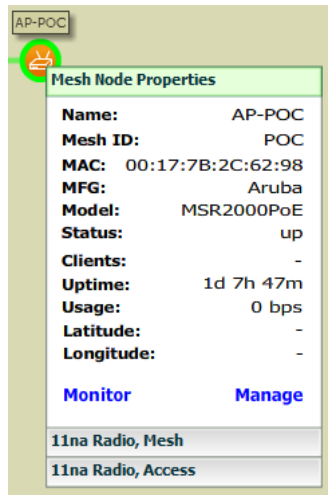 AP-POC
Mesh Node Properties
Name: AP-POC
Mesh ID: POC
MAC: 00:17:7B:2C:62:98
MFG: Aruba
Model: MSR2000PoE
Status: up
Clients: -
Uptime: 1d 7h 47m
Usage: 0 bps
Latitude: -
Longitude: -
Monitor Manage
11na Radio, Mesh
11na Radio, Access